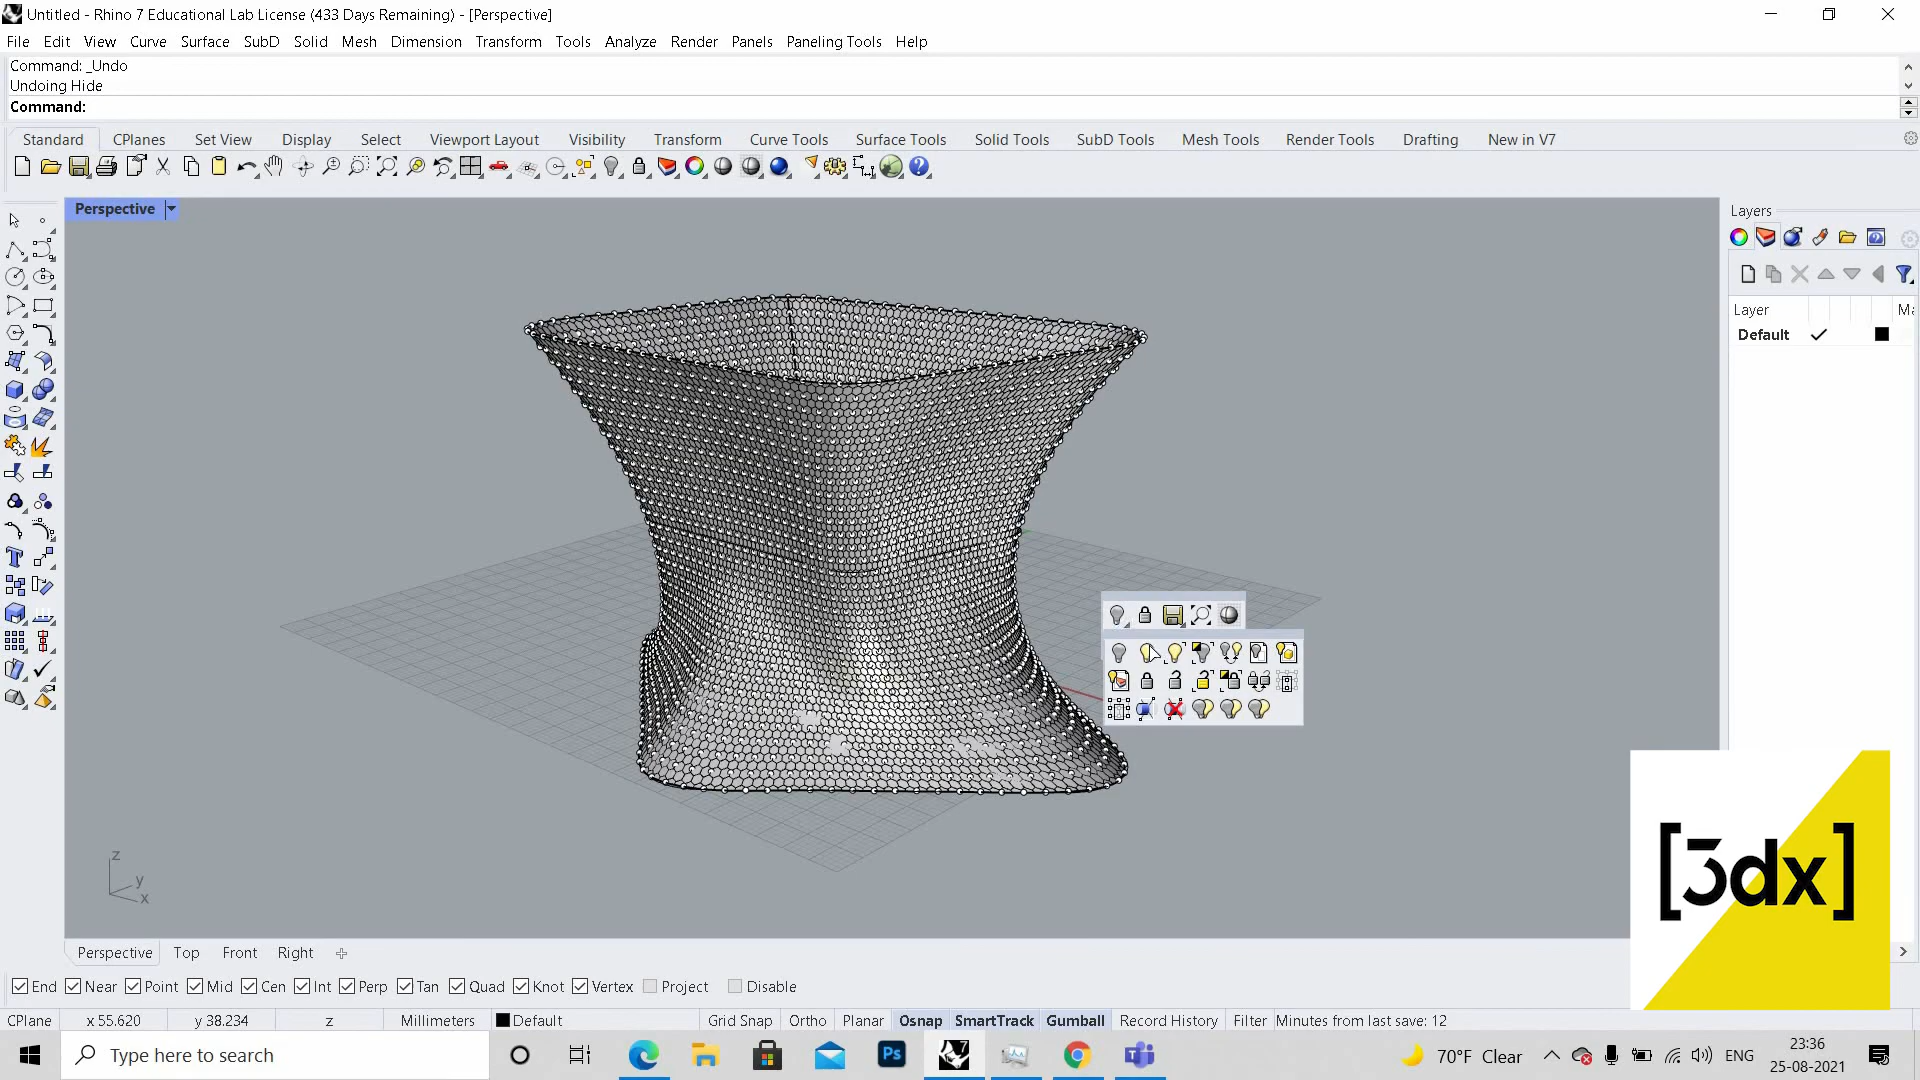 Untitled - Rhino 7 Educational Lab License (433 Days Remaining) - [Perspective]
File Edit View Curve Surface SubD Solid Mesh Dimension Transform Tools Analyze Render Panels Paneling Tools Help
Command: _Undo
Undoing Hide
Command:
Standard CPlanes Set View Display Select Viewport Layout Visibility Transform Curve Tools Surface Tools Solid Tools SubD Tools Mesh Tools Render Tools Drafting New in V7
Perspective
Layers
Layer
Default
z
y
x
[3dx]
Perspective Top Front Right
End Near Point Mid Cen Int Perp Tan Quad Knot Vertex Project Disable
CPlane x 55.620 y 38.234 z Millimeters Default Grid Snap Ortho Planar Osnap SmartTrack Gumball Record History Filter Minutes from last save: 12
Type here to search
Ps
70°F Clear
ENG
23:36
25-08-2021